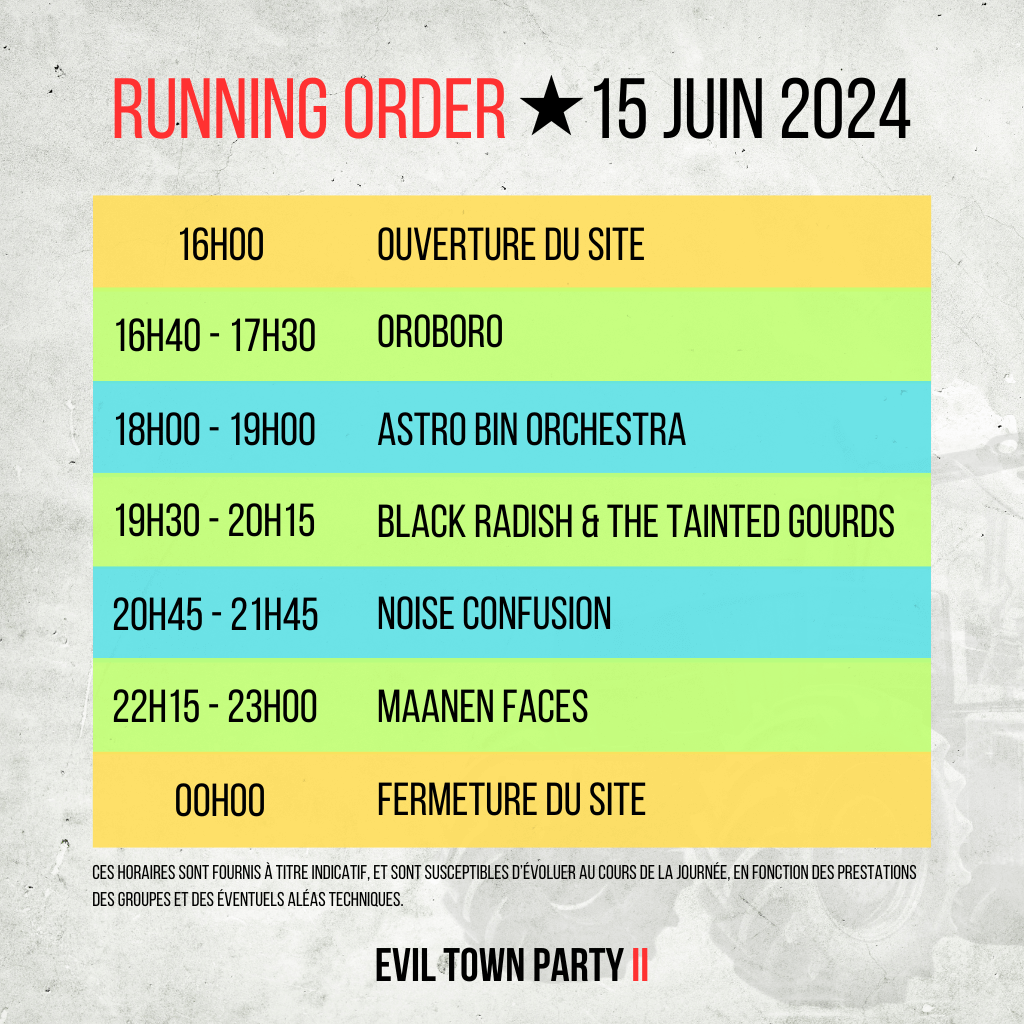 RUNNING ORDER ★ 15 JUIN 2024
16H00 OUVERTURE DU SITE
16H40 - 17H30 OROBORO
18H00 - 19H00 ASTRO BIN ORCHESTRA
19H30 - 20H15 BLACK RADISH & THE TAINTED GOURDS
20H45 - 21H45 NOISE CONFUSION
22H15 - 23H00 MAANEN FACES
00H00 FERMETURE DU SITE
CES HORAIRES SONT FOURNIS À TITRE INDICATIF, ET SONT SUSCEPTIBLES D'ÉVOLUER AU COURS DE LA JOURNÉE, EN FONCTION DES PRESTATIONS
DES GROUPES ET DES ÉVENTUELS ALÉAS TECHNIQUES.
EVIL TOWN PARTY II